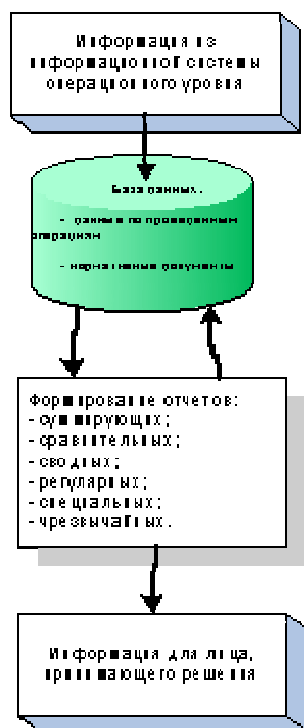 Информация из
информационной системы
операционного уровня
База данных.
- данные по проведенным
операциям
- нормативные документы
Формирование отчетов:
- суммирующих;
- сравнительных;
- сводных;
- регулярных;
- специальных;
- чрезвычайных.
Информация для лица,
принимающего решения